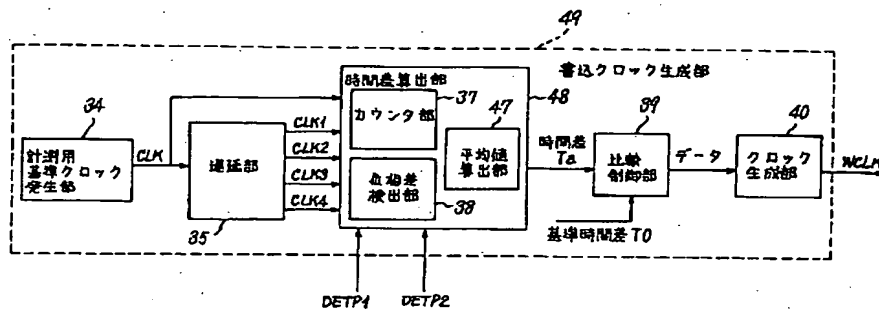 49
書込クロック生成部
時間差算出部
37
48
カウンタ部
47
39
40
34
CLK
CLK1
計測用
基準クロック
発生部
遅延部
CLK2
平均値
算出部
時間差
Ta
比較
制御部
データ
クロック
生成部
WCLK
CLK3
位相差
検出部
CLK4
38
35
基準時間差 T0
DETP1
DETP2